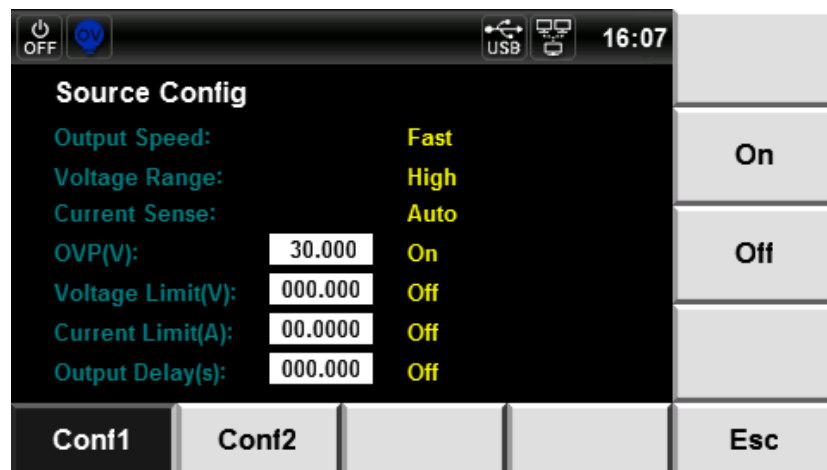 OFF OV USB 16:07
Source Config
Output Speed: Fast
Voltage Range: High
Current Sense: Auto
OVP(V): 30.000 On
Voltage Limit(V): 000.000 Off
Current Limit(A): 00.0000 Off
Output Delay(s): 000.000 Off
On
Off
Conf1 Conf2 Esc